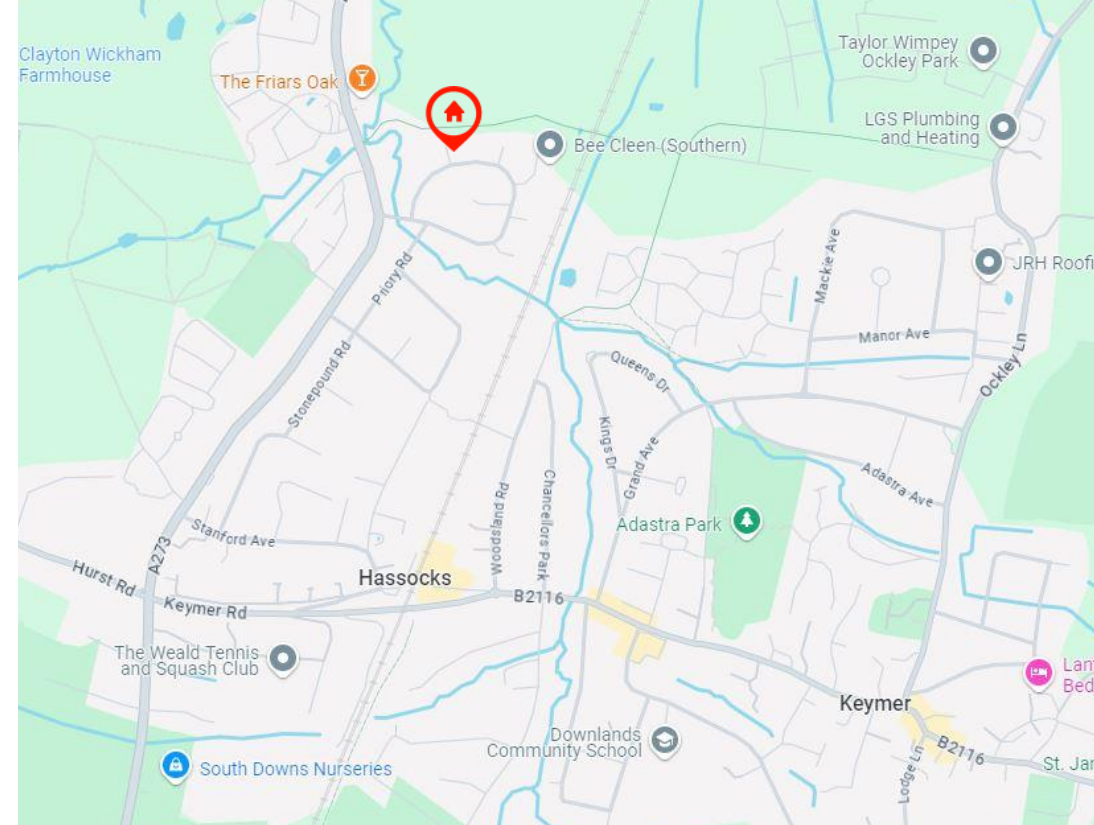 Clayton Wickham
Farmhouse
The Friars Oak
Taylor Wimpey
Ockley Park
LGS Plumbing
and Heating
Bee Cleen (Southern)
Mackie Ave
JRH Roofi
Priory Rd
Manor Ave
Stonepound Rd
Queens Dr
Ockley Ln
Kings Dr
Grand Ave
Adastra Ave
Woodsland Rd
Chancellors Park
Adastra Park
Stanford Ave
A273
Hassocks
Hurst Rd
Keymer Rd
B2116
The Weald Tennis
and Squash Club
Lan
Bed
Keymer
Downlands
Community School
B2116
South Downs Nurseries
Lodge Ln
St. Jar